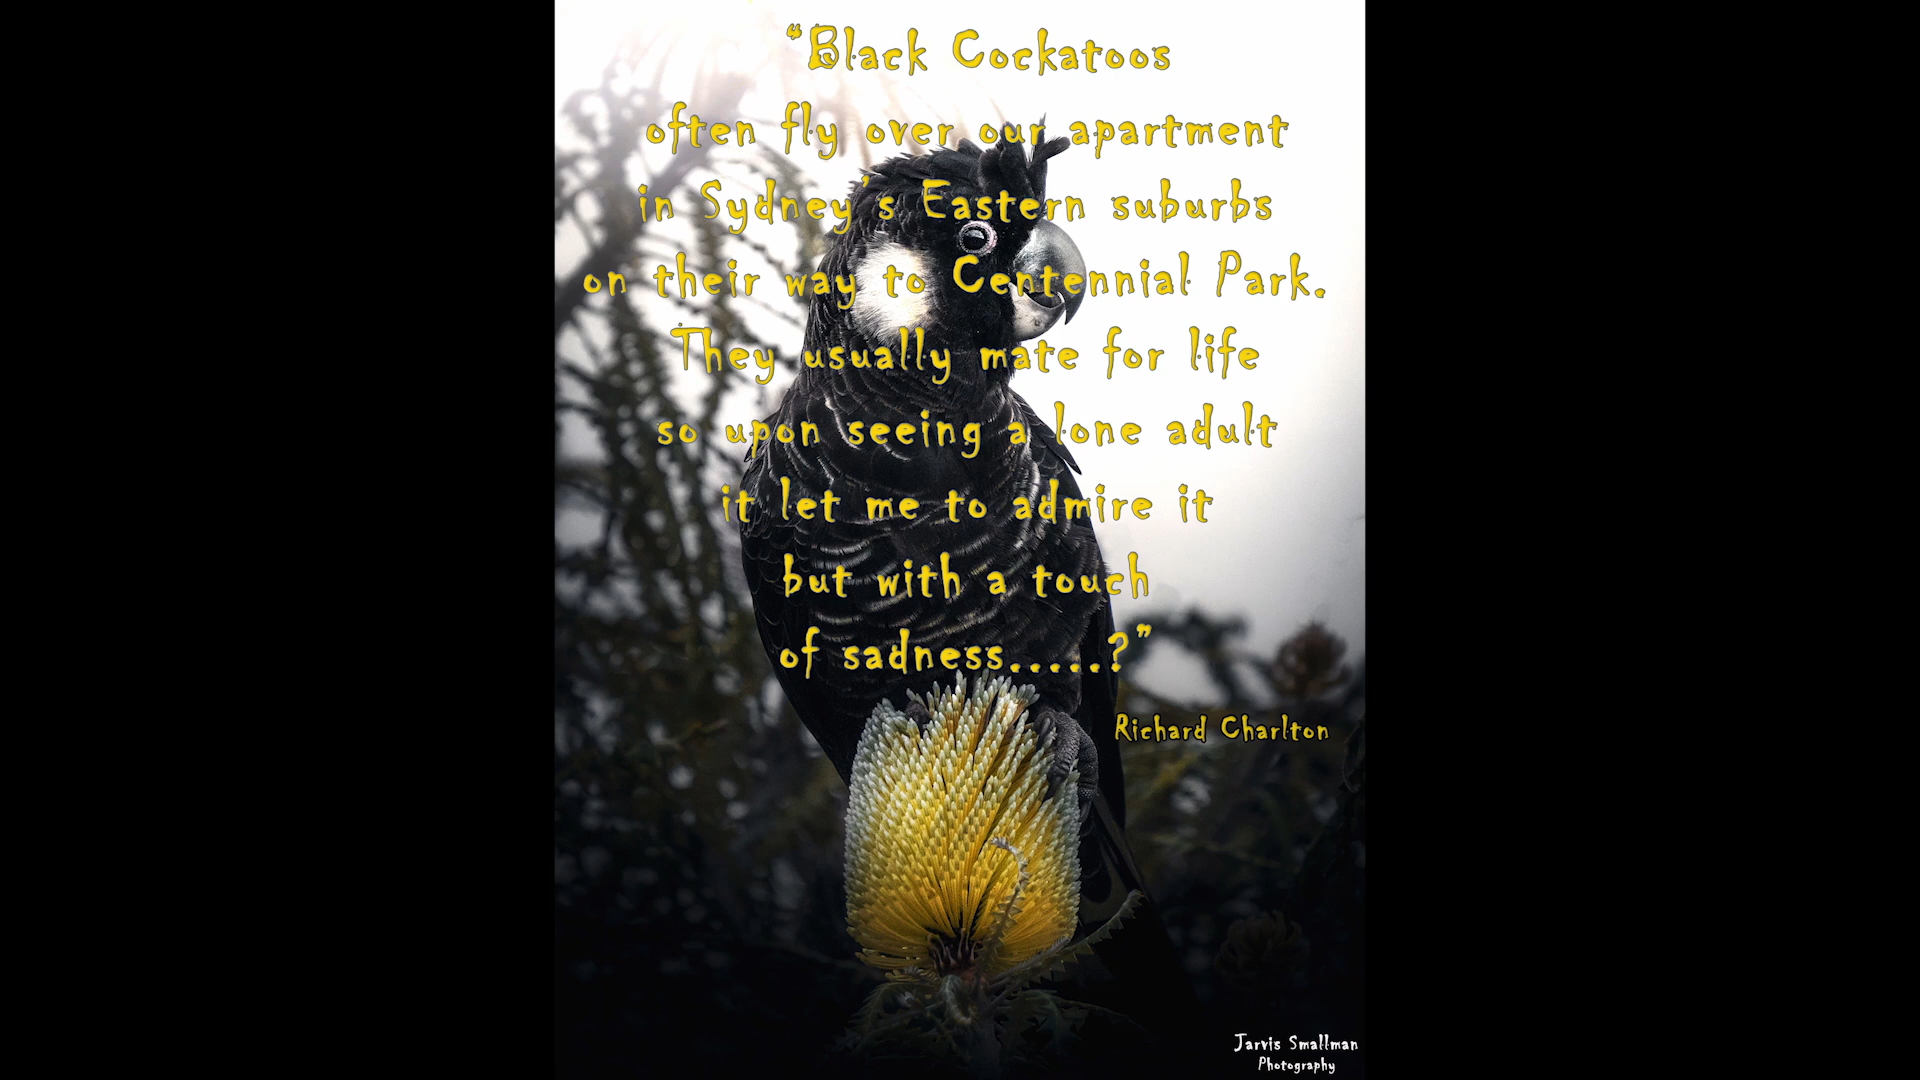 “Black Cockatoos
often fly over our apartment
in Sydney’s Eastern suburbs
on their way to Centennial Park.
They usually mate for life
so upon seeing a lone adult
it let me to admire it
but with a touch
of sadness.....?”
Richard Charlton
Jarvis Smallman
Photography